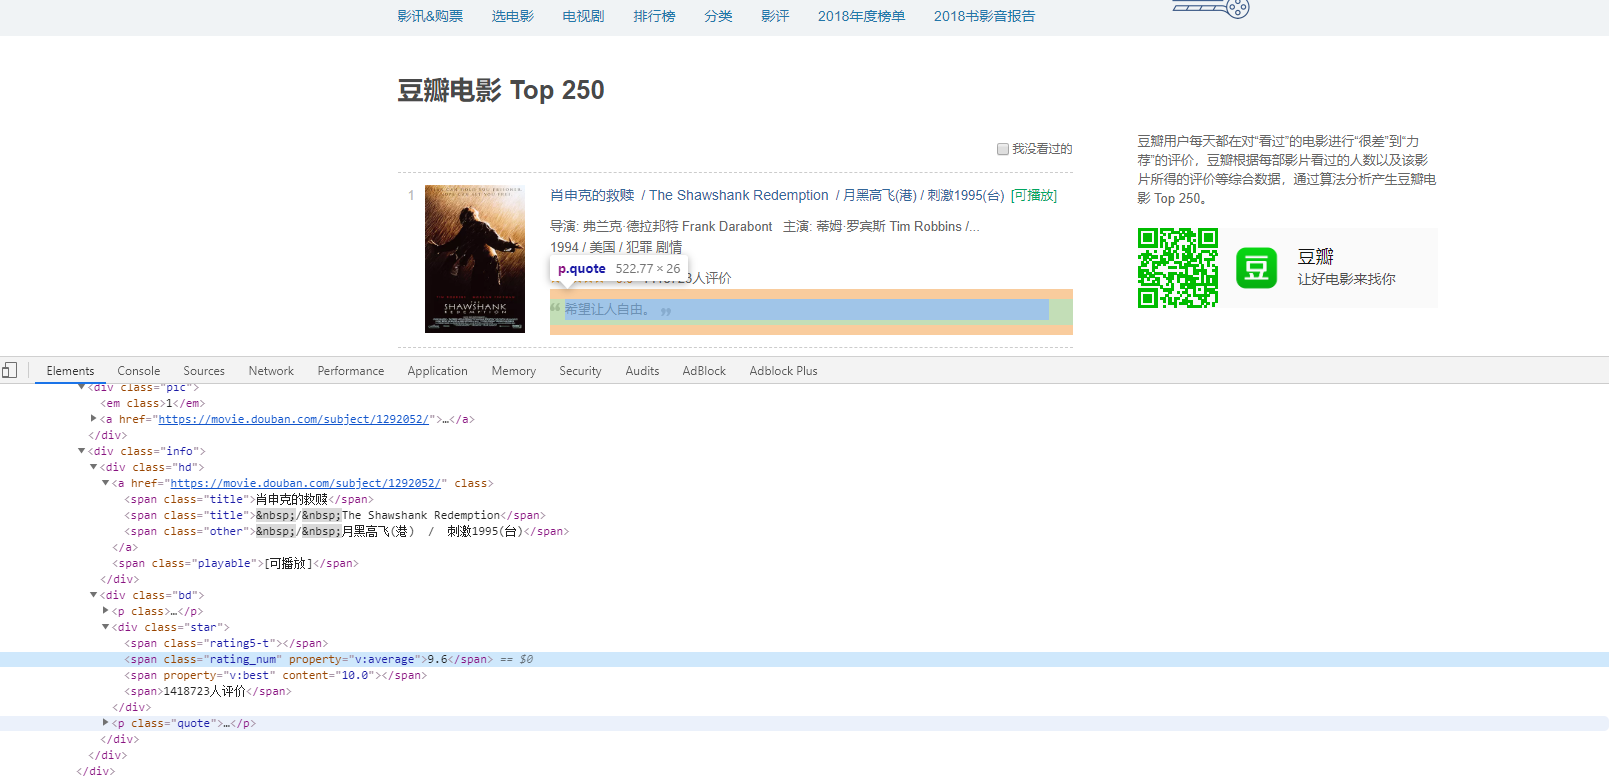 影讯&购票 选电影 电视剧 排行榜 分类 影评 2018年度榜单 2018书影音报告
豆瓣电影 Top 250
我没看过的
1
肖申克的救赎 / The Shawshank Redemption / 月黑高飞(港) / 刺激1995(台) [可播放]
导演: 弗兰克·德拉邦特 Frank Darabont 主演: 蒂姆·罗宾斯 Tim Robbins /...
1994 / 美国 / 犯罪 剧情
p.quote 522.77 × 26
人评价
“ 希望让人自由。 ”
THE
SHAWSHANK
REDEMPTION
豆瓣用户每天都在对“看过”的电影进行“很差”到“力
荐”的评价，豆瓣根据每部影片看过的人数以及该影
片所得的评价等综合数据，通过算法分析产生豆瓣电
影 Top 250。
豆
豆瓣
让好电影来找你
Elements Console Sources Network Performance Application Memory Security Audits AdBlock Adblock Plus
<div class="pic">
<em class>1</em>
<a href="https://movie.douban.com/subject/1292052/">…</a>
</div>
<div class="info">
<div class="hd">
<a href="https://movie.douban.com/subject/1292052/" class>
<span class="title">肖申克的救赎</span>
<span class="title">&nbsp;/&nbsp;The Shawshank Redemption</span>
<span class="other">&nbsp;/&nbsp;月黑高飞(港) / 刺激1995(台)</span>
</a>
<span class="playable">[可播放]</span>
</div>
<div class="bd">
<p class>…</p>
<div class="star">
<span class="rating5-t"></span>
<span class="rating_num" property="v:average">9.6</span> == $0
<span property="v:best" content="10.0"></span>
<span>1418723人评价</span>
</div>
<p class="quote">…</p>
</div>
</div>
</div>